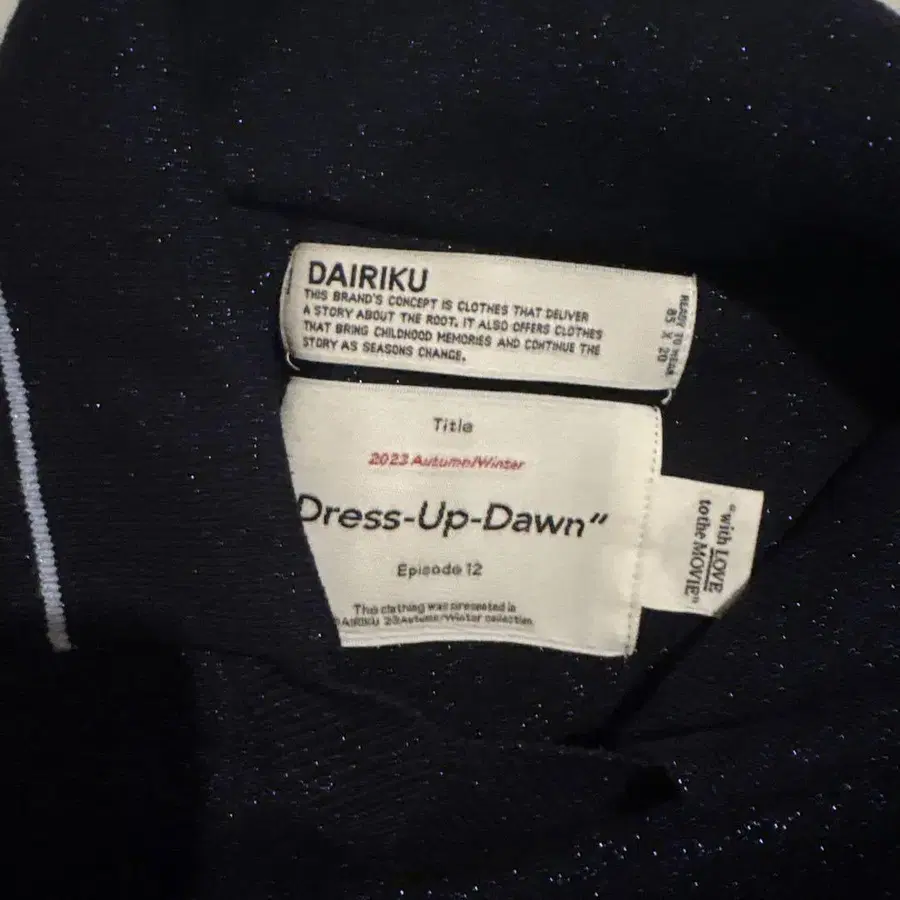 DAIRIKU
THIS BRAND'S CONCEPT IS CLOTHES THAT DELIVER
A STORY ABOUT THE ROOT. IT ALSO OFFERS CLOTHES
THAT BRING CHILDHOOD MEMORIES AND CONTINUE THE
STORY AS SEASONS CHANGE.
READY TO WEAR
85 X 20
Title
2023 Autumn/Winter
Dress-Up-Dawn"
Episode 12
This clothing was presented in
DAIRIKU 23Autumn/Winter collection
"with LOVE
to the MOVIE"